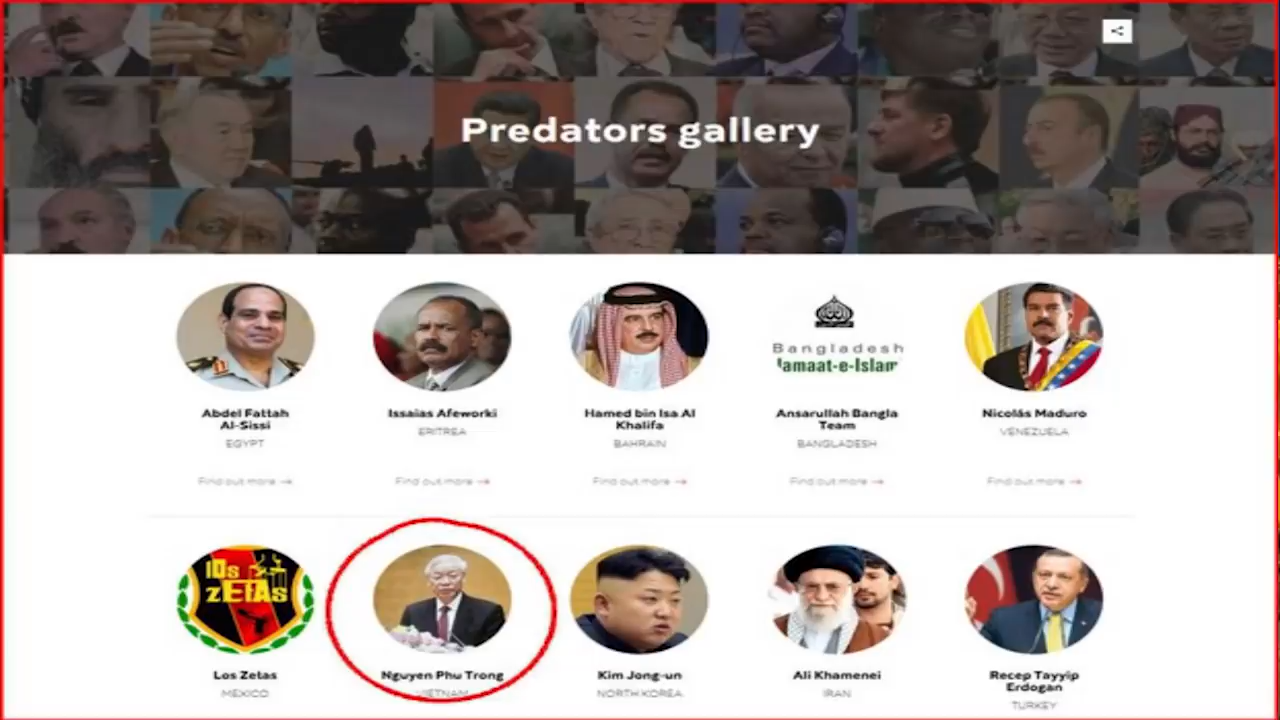 Predators gallery
Bangladesh
Jamaat-e-Islam
Abdel Fattah
Al-Sissi
EGYPT
Issaias Afeworki
ERITREA
Hamed bin Isa Al
Khalifa
BAHRAIN
Ansarullah Bangla
Team
BANGLADESH
Nicolás Maduro
VENEZUELA
Find out more →
Find out more →
Find out more →
Find out more →
Find out more →
lOs
zEtAs
Los Zetas
MEXICO
Nguyen Phu Trong
VIETNAM
Kim Jong-un
NORTH KOREA
Ali Khamenei
IRAN
Recep Tayyip
Erdogan
TURKEY